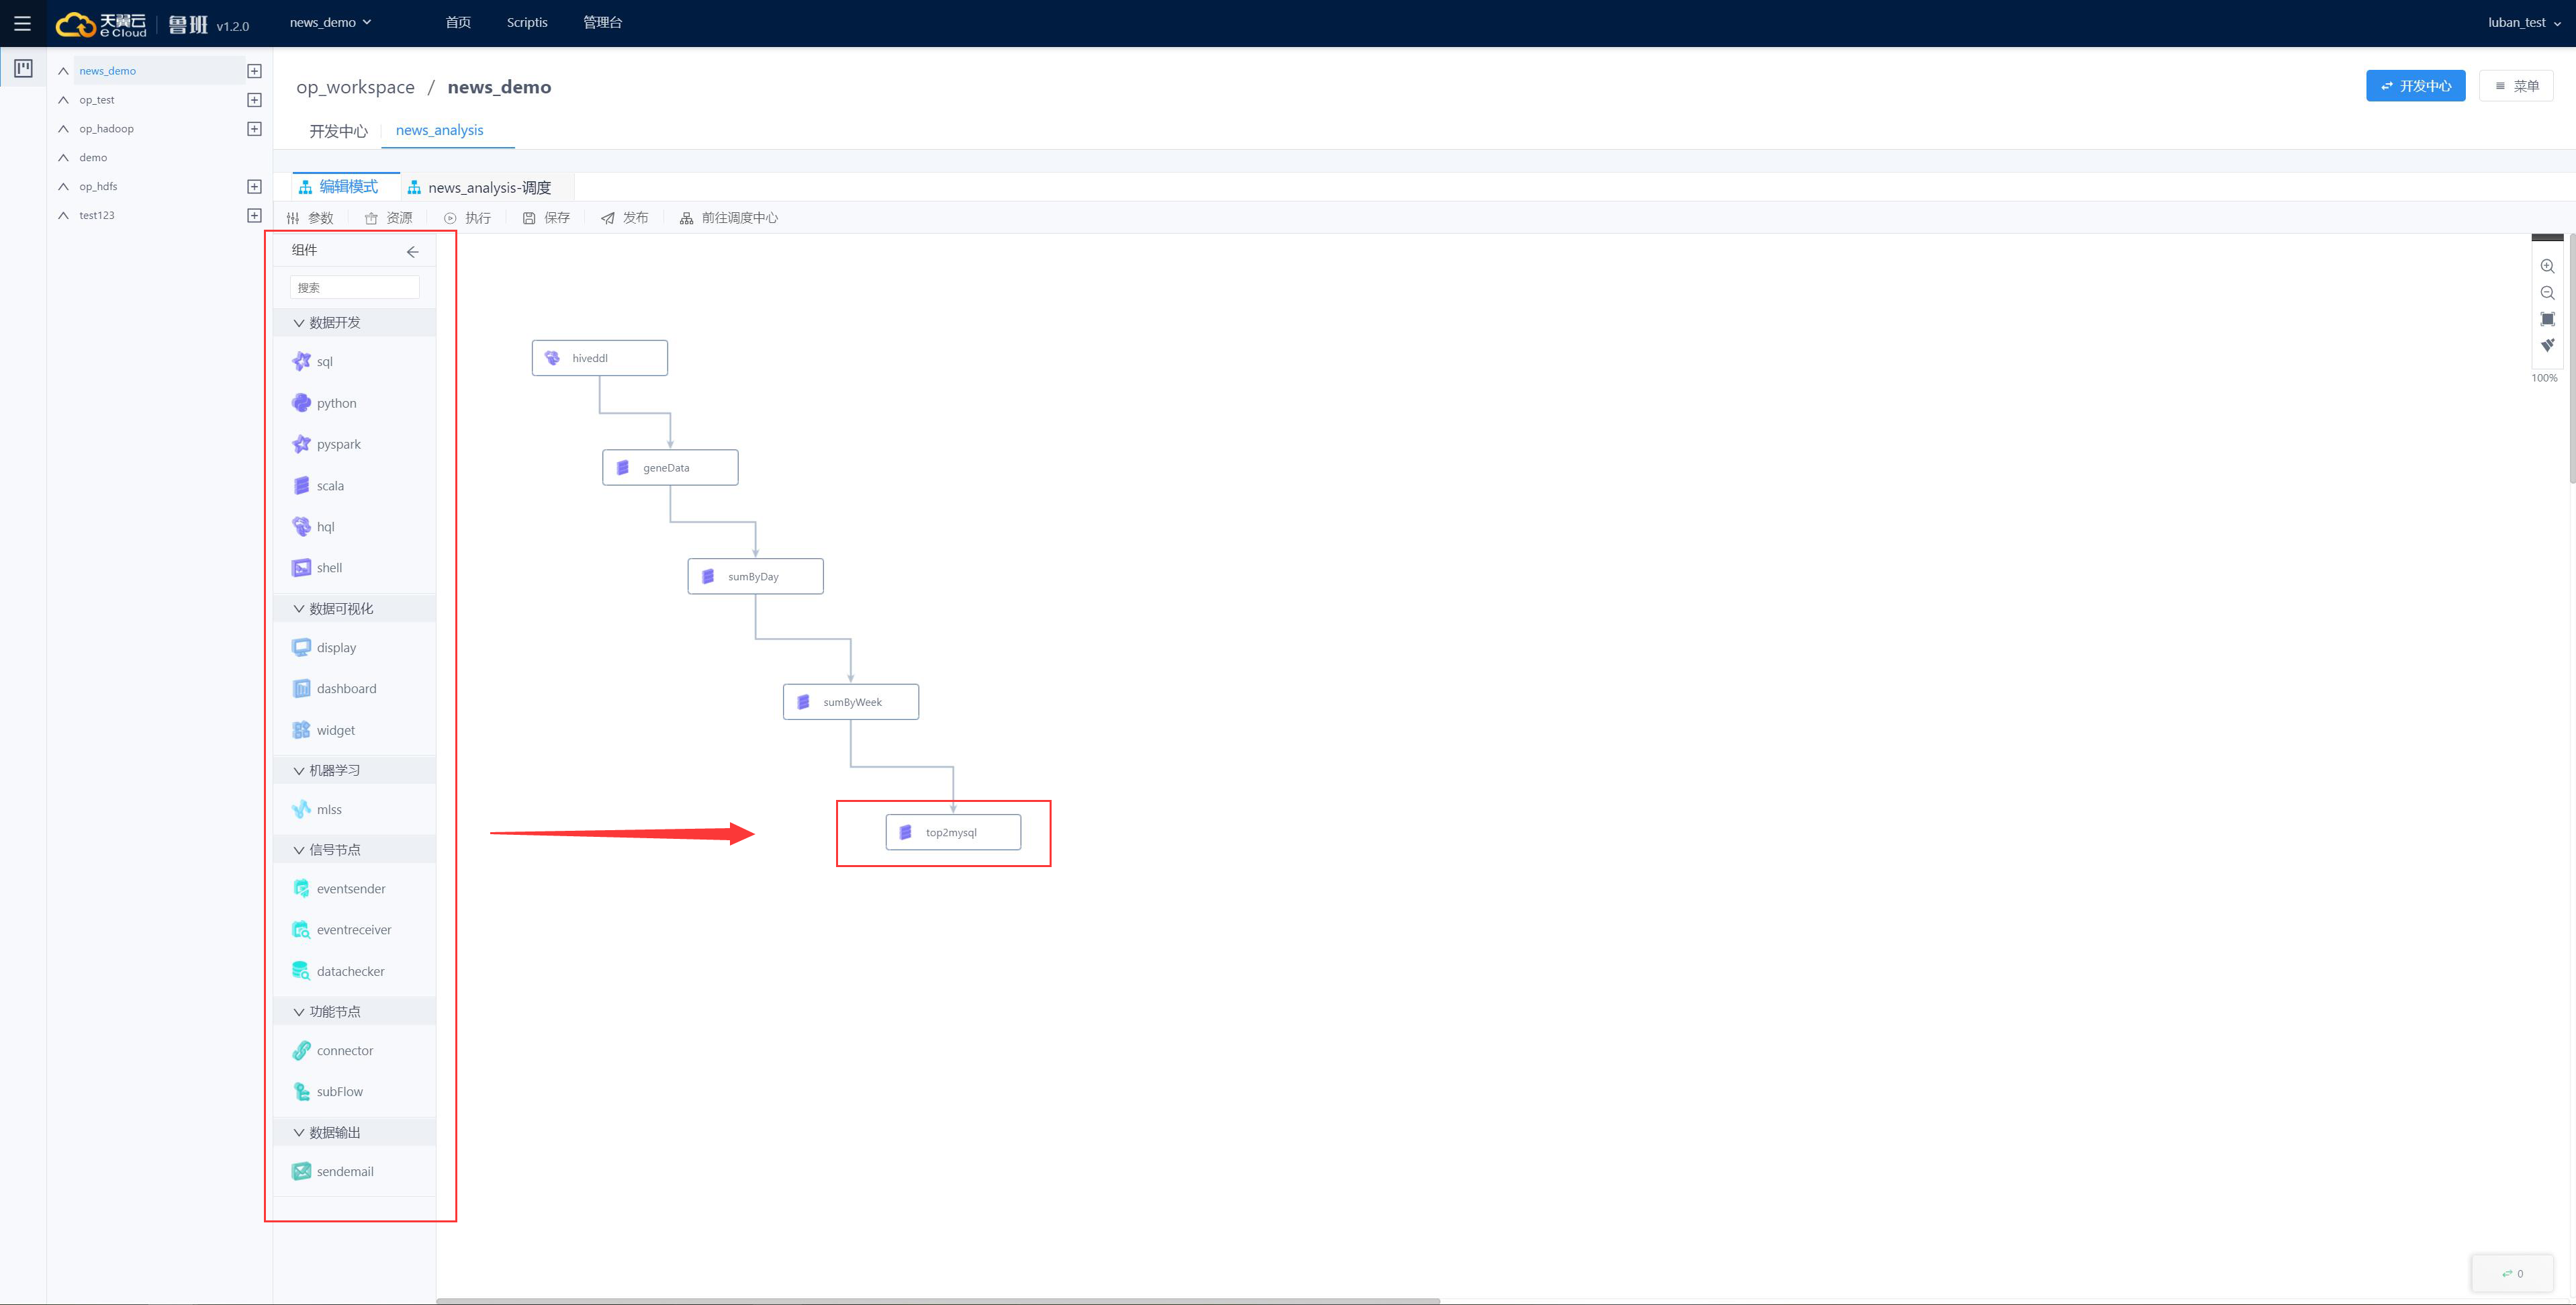 天翼云
e Cloud
鲁班 v1.2.0
news_demo
首页
Scriptis
管理台
luban_test
news_demo
op_test
op_hadoop
demo
op_hdfs
test123
op_workspace / news_demo
开发中心
菜单
开发中心
news_analysis
编辑模式
news_analysis-调度
参数
资源
执行
保存
发布
前往调度中心
组件
搜索
数据开发
sql
python
pyspark
scala
hql
shell
数据可视化
display
dashboard
widget
机器学习
mlss
信号节点
eventsender
eventreceiver
datachecker
功能节点
connector
subFlow
数据输出
sendemail
hiveddl
geneData
sumByDay
sumByWeek
top2mysql
100%
0